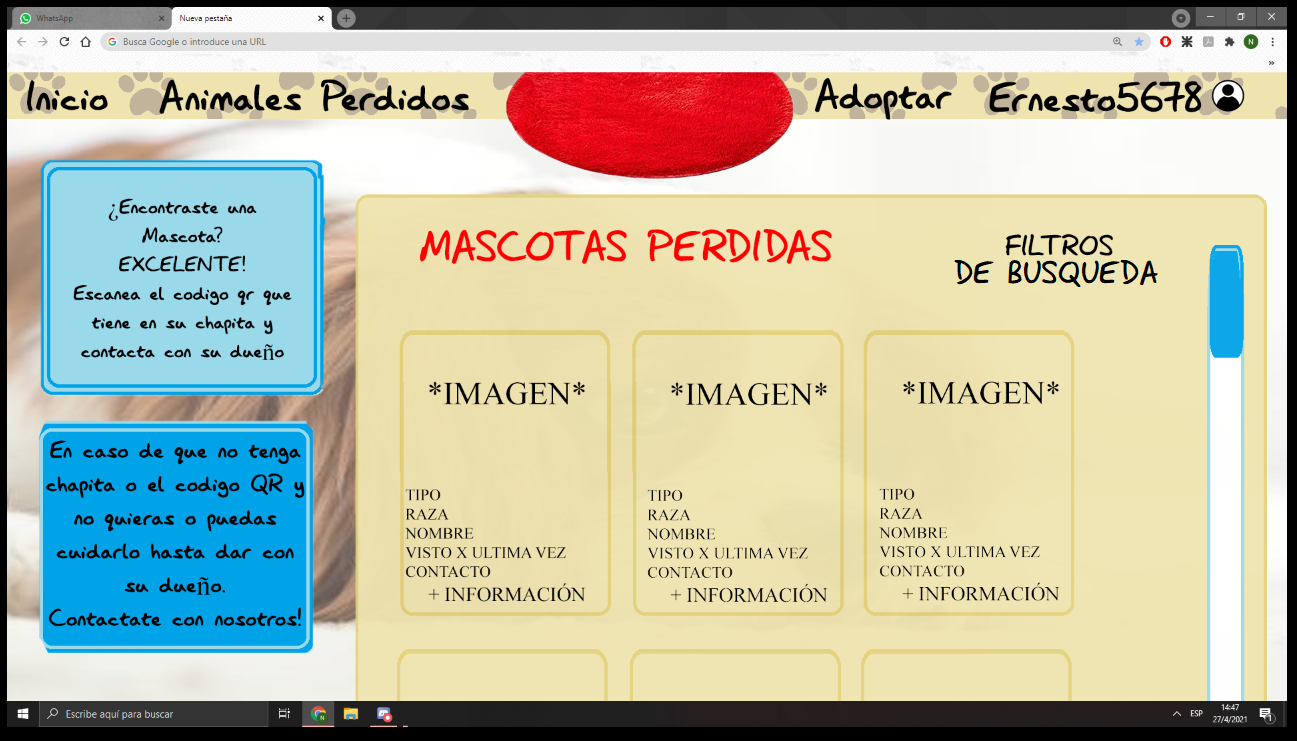 WhatsApp
Nueva pestaña
Busca Google o introduce una URL
N
Inicio
Animales Perdidos
Adoptar
Ernesto5678
¿Encontraste una
Mascota?
EXCELENTE!
Escanea el codigo qr que
tiene en su chapita y
contacta con su dueño
En caso de que no tenga
chapita o el codigo QR y
no quieras o puedas
cuidarlo hasta dar con
su dueño.
Contactate con nosotros!
MASCOTAS PERDIDAS
FILTROS
DE BUSQUEDA
*IMAGEN*
TIPO
RAZA
NOMBRE
VISTO X ULTIMA VEZ
CONTACTO
+ INFORMACIÓN
*IMAGEN*
TIPO
RAZA
NOMBRE
VISTO X ULTIMA VEZ
CONTACTO
+ INFORMACIÓN
*IMAGEN*
TIPO
RAZA
NOMBRE
VISTO X ULTIMA VEZ
CONTACTO
+ INFORMACIÓN
Escribe aquí para buscar
ESP
14:47
27/4/2021
1